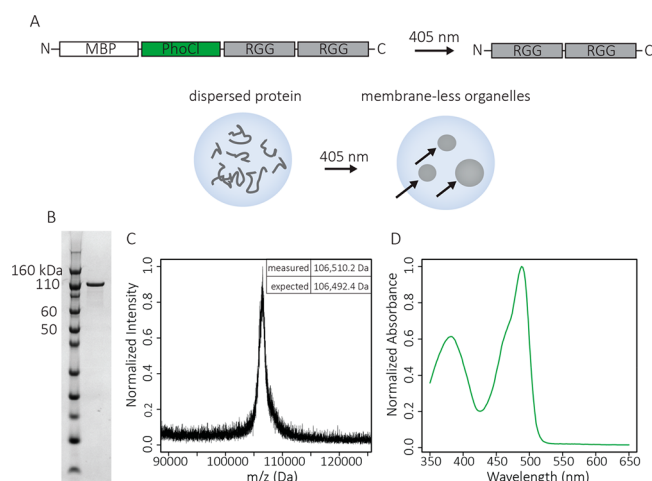 A
N MBP PhoCl RGG RGG C 405 nm N RGG RGG C
dispersed protein membrane-less organelles
405 nm
B
160 kDa
110
60
50
C
measured 106,510.2 Da
expected 106,492.4 Da
Normalized Intensity
1.0
0.8
0.6
0.4
0.2
0.0
90000 100000 110000 120000
m/z (Da)
D
Normalized Absorbance
1.0
0.8
0.6
0.4
0.2
0.0
350 400 450 500 550 600 650
Wavelength (nm)